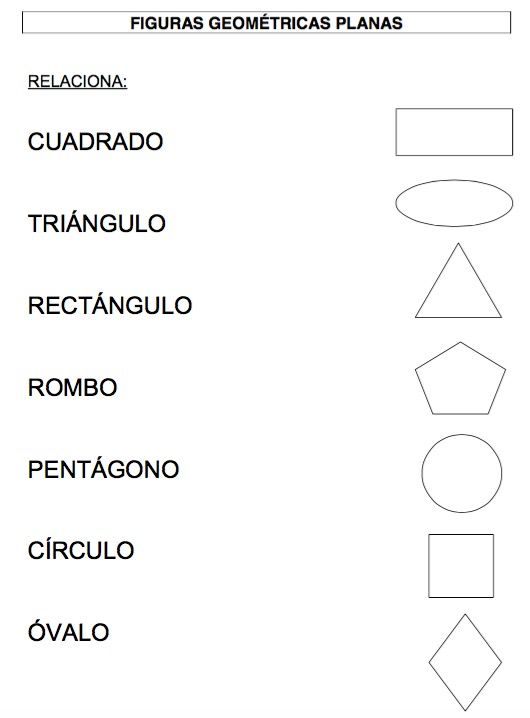 FIGURAS GEOMÉTRICAS PLANAS
RELACIONA:
CUADRADO
TRIÁNGULO
RECTÁNGULO
ROMBO
PENTÁGONO
CÍRCULO
ÓVALO